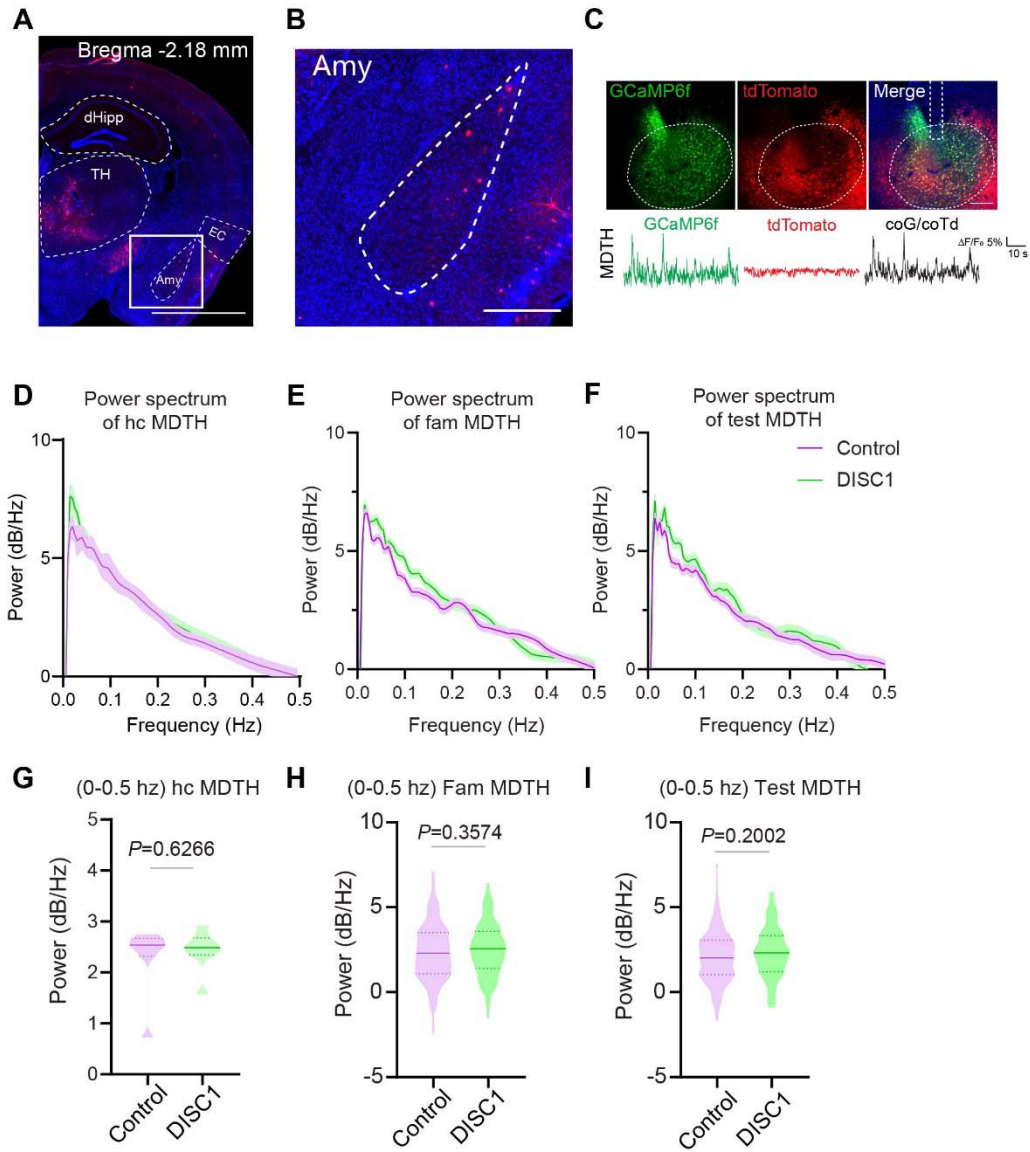 A
Bregma -2.18 mm
dHipp
TH
EC
Amy
B
Amy
C
GCaMP6f
tdTomato
Merge
MDTH
GCaMP6f
tdTomato
coG/coTd
ΔF/F₀ 5%
10 s
D
Power spectrum
of hc MDTH
Power (dB/Hz)
10
5
0
0.0 0.1 0.2 0.3 0.4 0.5
Frequency (Hz)
E
Power spectrum
of fam MDTH
Power (dB/Hz)
10
5
0
0.0 0.1 0.2 0.3 0.4 0.5
Frequency (Hz)
F
Power spectrum
of test MDTH
Control
DISC1
Power (dB/Hz)
10
5
0
0.0 0.1 0.2 0.3 0.4 0.5
Frequency (Hz)
G
(0-0.5 hz) hc MDTH
P=0.6266
Power (dB/Hz)
5
4
3
2
1
0
Control
DISC1
H
(0-0.5 hz) Fam MDTH
P=0.3574
Power (dB/Hz)
10
5
0
-5
Control
DISC1
I
(0-0.5 hz) Test MDTH
P=0.2002
Power (dB/Hz)
10
5
0
-5
Control
DISC1